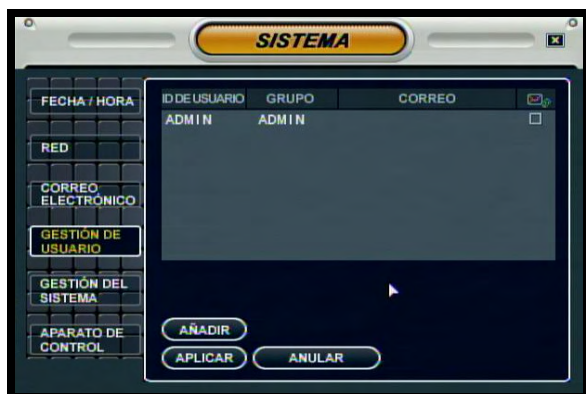 SISTEMA
FECHA / HORA
RED
CORREO
ELECTRÓNICO
GESTIÓN DE
USUARIO
GESTIÓN DEL
SISTEMA
APARATO DE
CONTROL
ID DE USUARIO GRUPO CORREO
ADMIN ADMIN
AÑADIR
APLICAR ANULAR